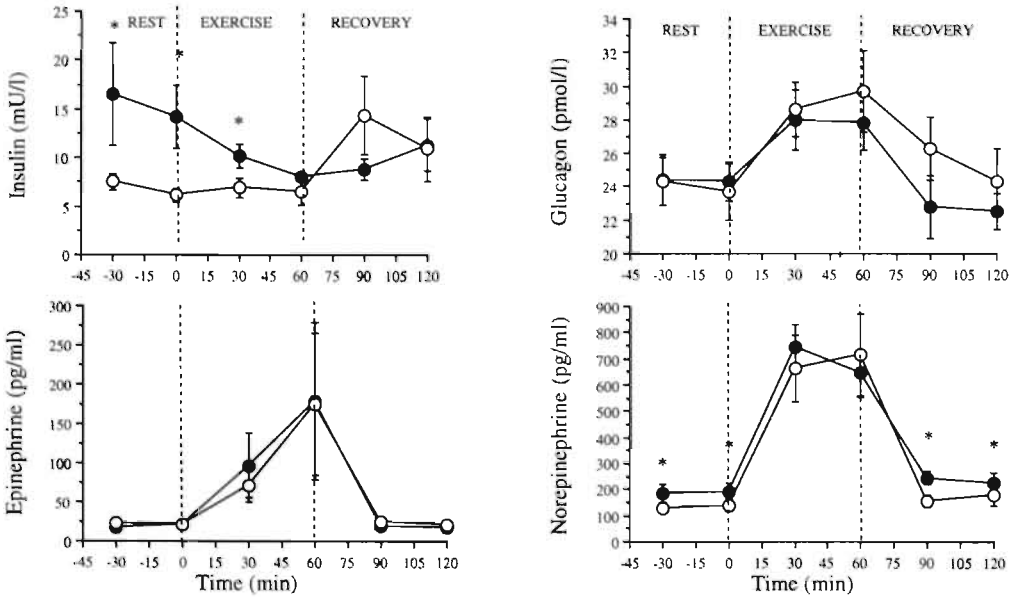 * REST EXERCISE RECOVERY
*
*
Insulin (mU/l)
25
20
15
10
5
0
-45 -30 -15 0 15 30 45 60 75 90 105 120
REST EXERCISE RECOVERY
Glucagon (pmol/l)
34
32
30
28
26
24
22
20
-45 -30 -15 0 15 30 45 60 75 90 105 120
Epinephrine (pg/ml)
300
250
200
150
100
50
0
-45 -30 -15 0 15 30 45 60 75 90 105 120
Time (min)
Norepinephrine (pg/ml)
900
800
700
600
500
400
300
200
100
0
* * * *
-45 -30 -15 0 15 30 45 60 75 90 105 120
Time (min)